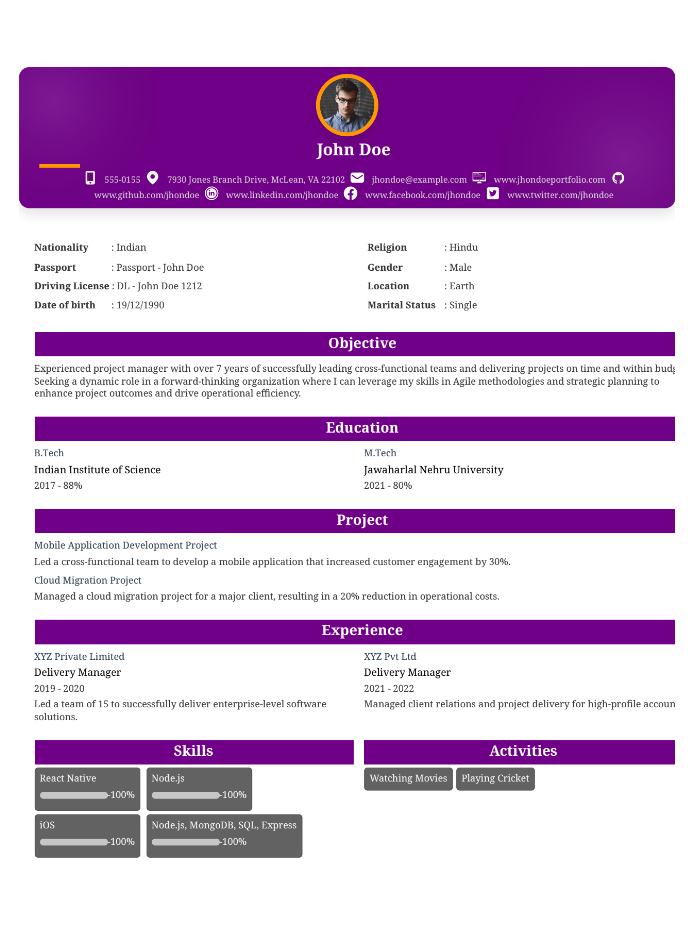 John Doe
555-0155 7930 Jones Branch Drive, McLean, VA 22102 jhondoe@example.com www.jhondoeportfolio.com
www.github.com/jhondoe www.linkedin.com/jhondoe www.facebook.com/jhondoe www.twitter.com/jhondoe
Nationality : Indian
Religion : Hindu
Passport : Passport - John Doe
Gender : Male
Driving License : DL - John Doe 1212
Location : Earth
Date of birth : 19/12/1990
Marital Status : Single
Objective
Experienced project manager with over 7 years of successfully leading cross-functional teams and delivering projects on time and within
Seeking a dynamic role in a forward-thinking organization where I can leverage my skills in Agile methodologies and strategic planning to
enhance project outcomes and drive operational efficiency.
Education
B.Tech
Indian Institute of Science
2017 - 88%
M.Tech
Jawaharlal Nehru University
2021 - 80%
Project
Mobile Application Development Project
Led a cross-functional team to develop a mobile application that increased customer engagement by 30%.
Cloud Migration Project
Managed a cloud migration project for a major client, resulting in a 20% reduction in operational costs.
Experience
XYZ Private Limited
Delivery Manager
2019 - 2020
Led a team of 15 to successfully deliver enterprise-level software
solutions.
XYZ Pvt Ltd
Delivery Manager
2021 - 2022
Managed client relations and project delivery for high-profile accoun
Skills
React Native
100%
Node.js
100%
iOS
100%
Node.js, MongoDB, SQL, Express
100%
Activities
Watching Movies
Playing Cricket